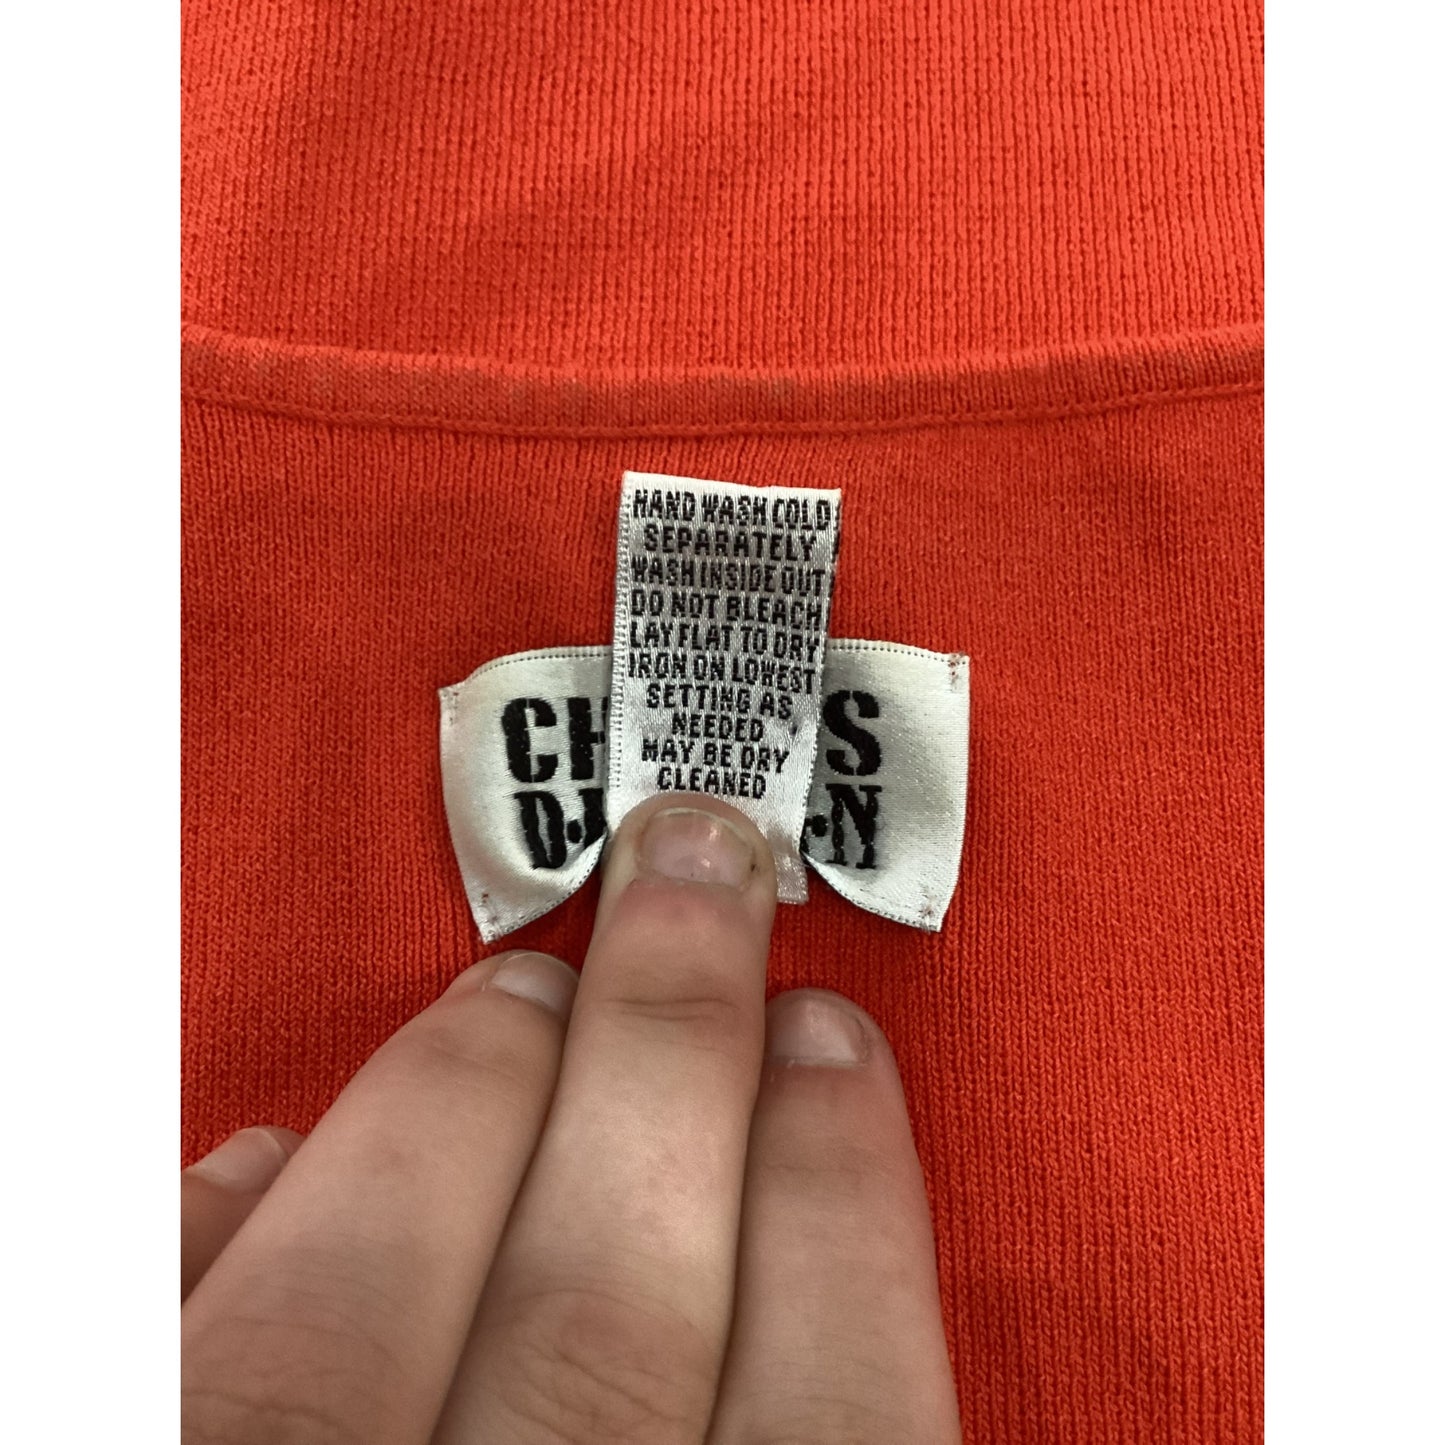 HAND WASH COLD
SEPARATELY
WASH INSIDE OUT
DO NOT BLEACH
LAY FLAT TO DRY
IRON ON LOWEST
SETTING AS
NEEDED
MAY BE DRY
CLEANED